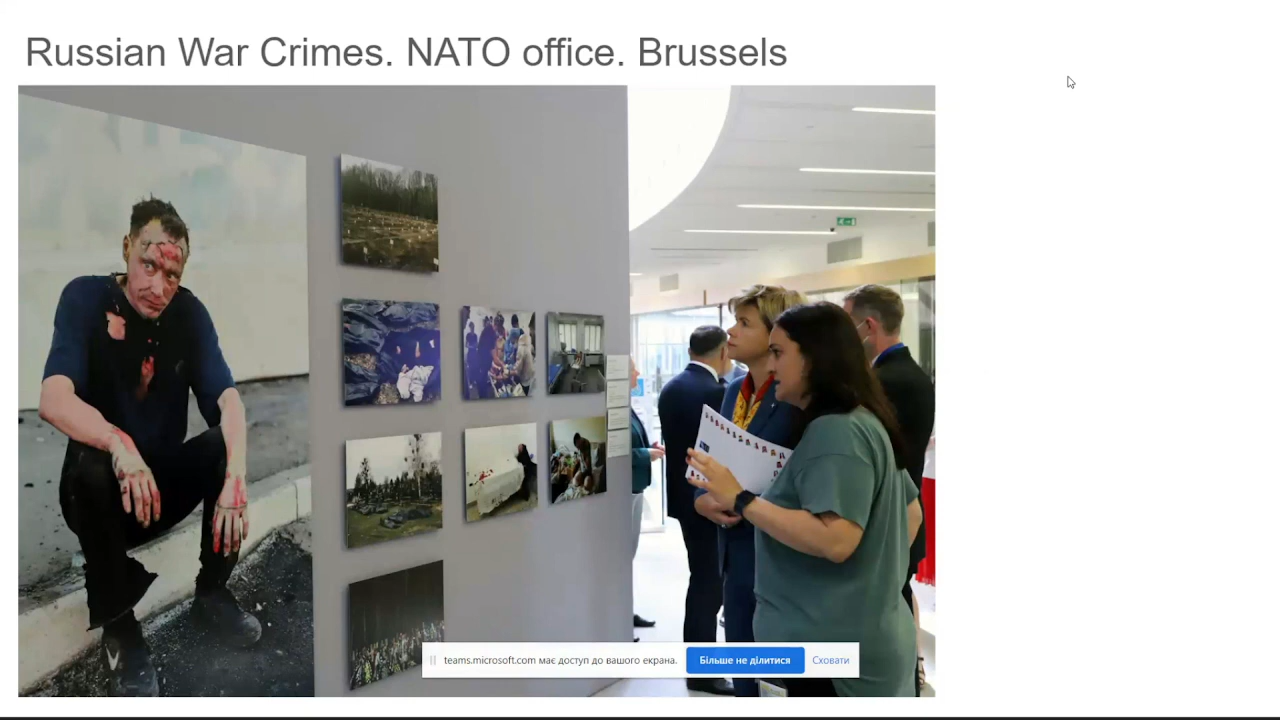 Russian War Crimes. NATO office. Brussels
teams.microsoft.com має доступ до вашого екрана.
Більше не ділитися
Сховати